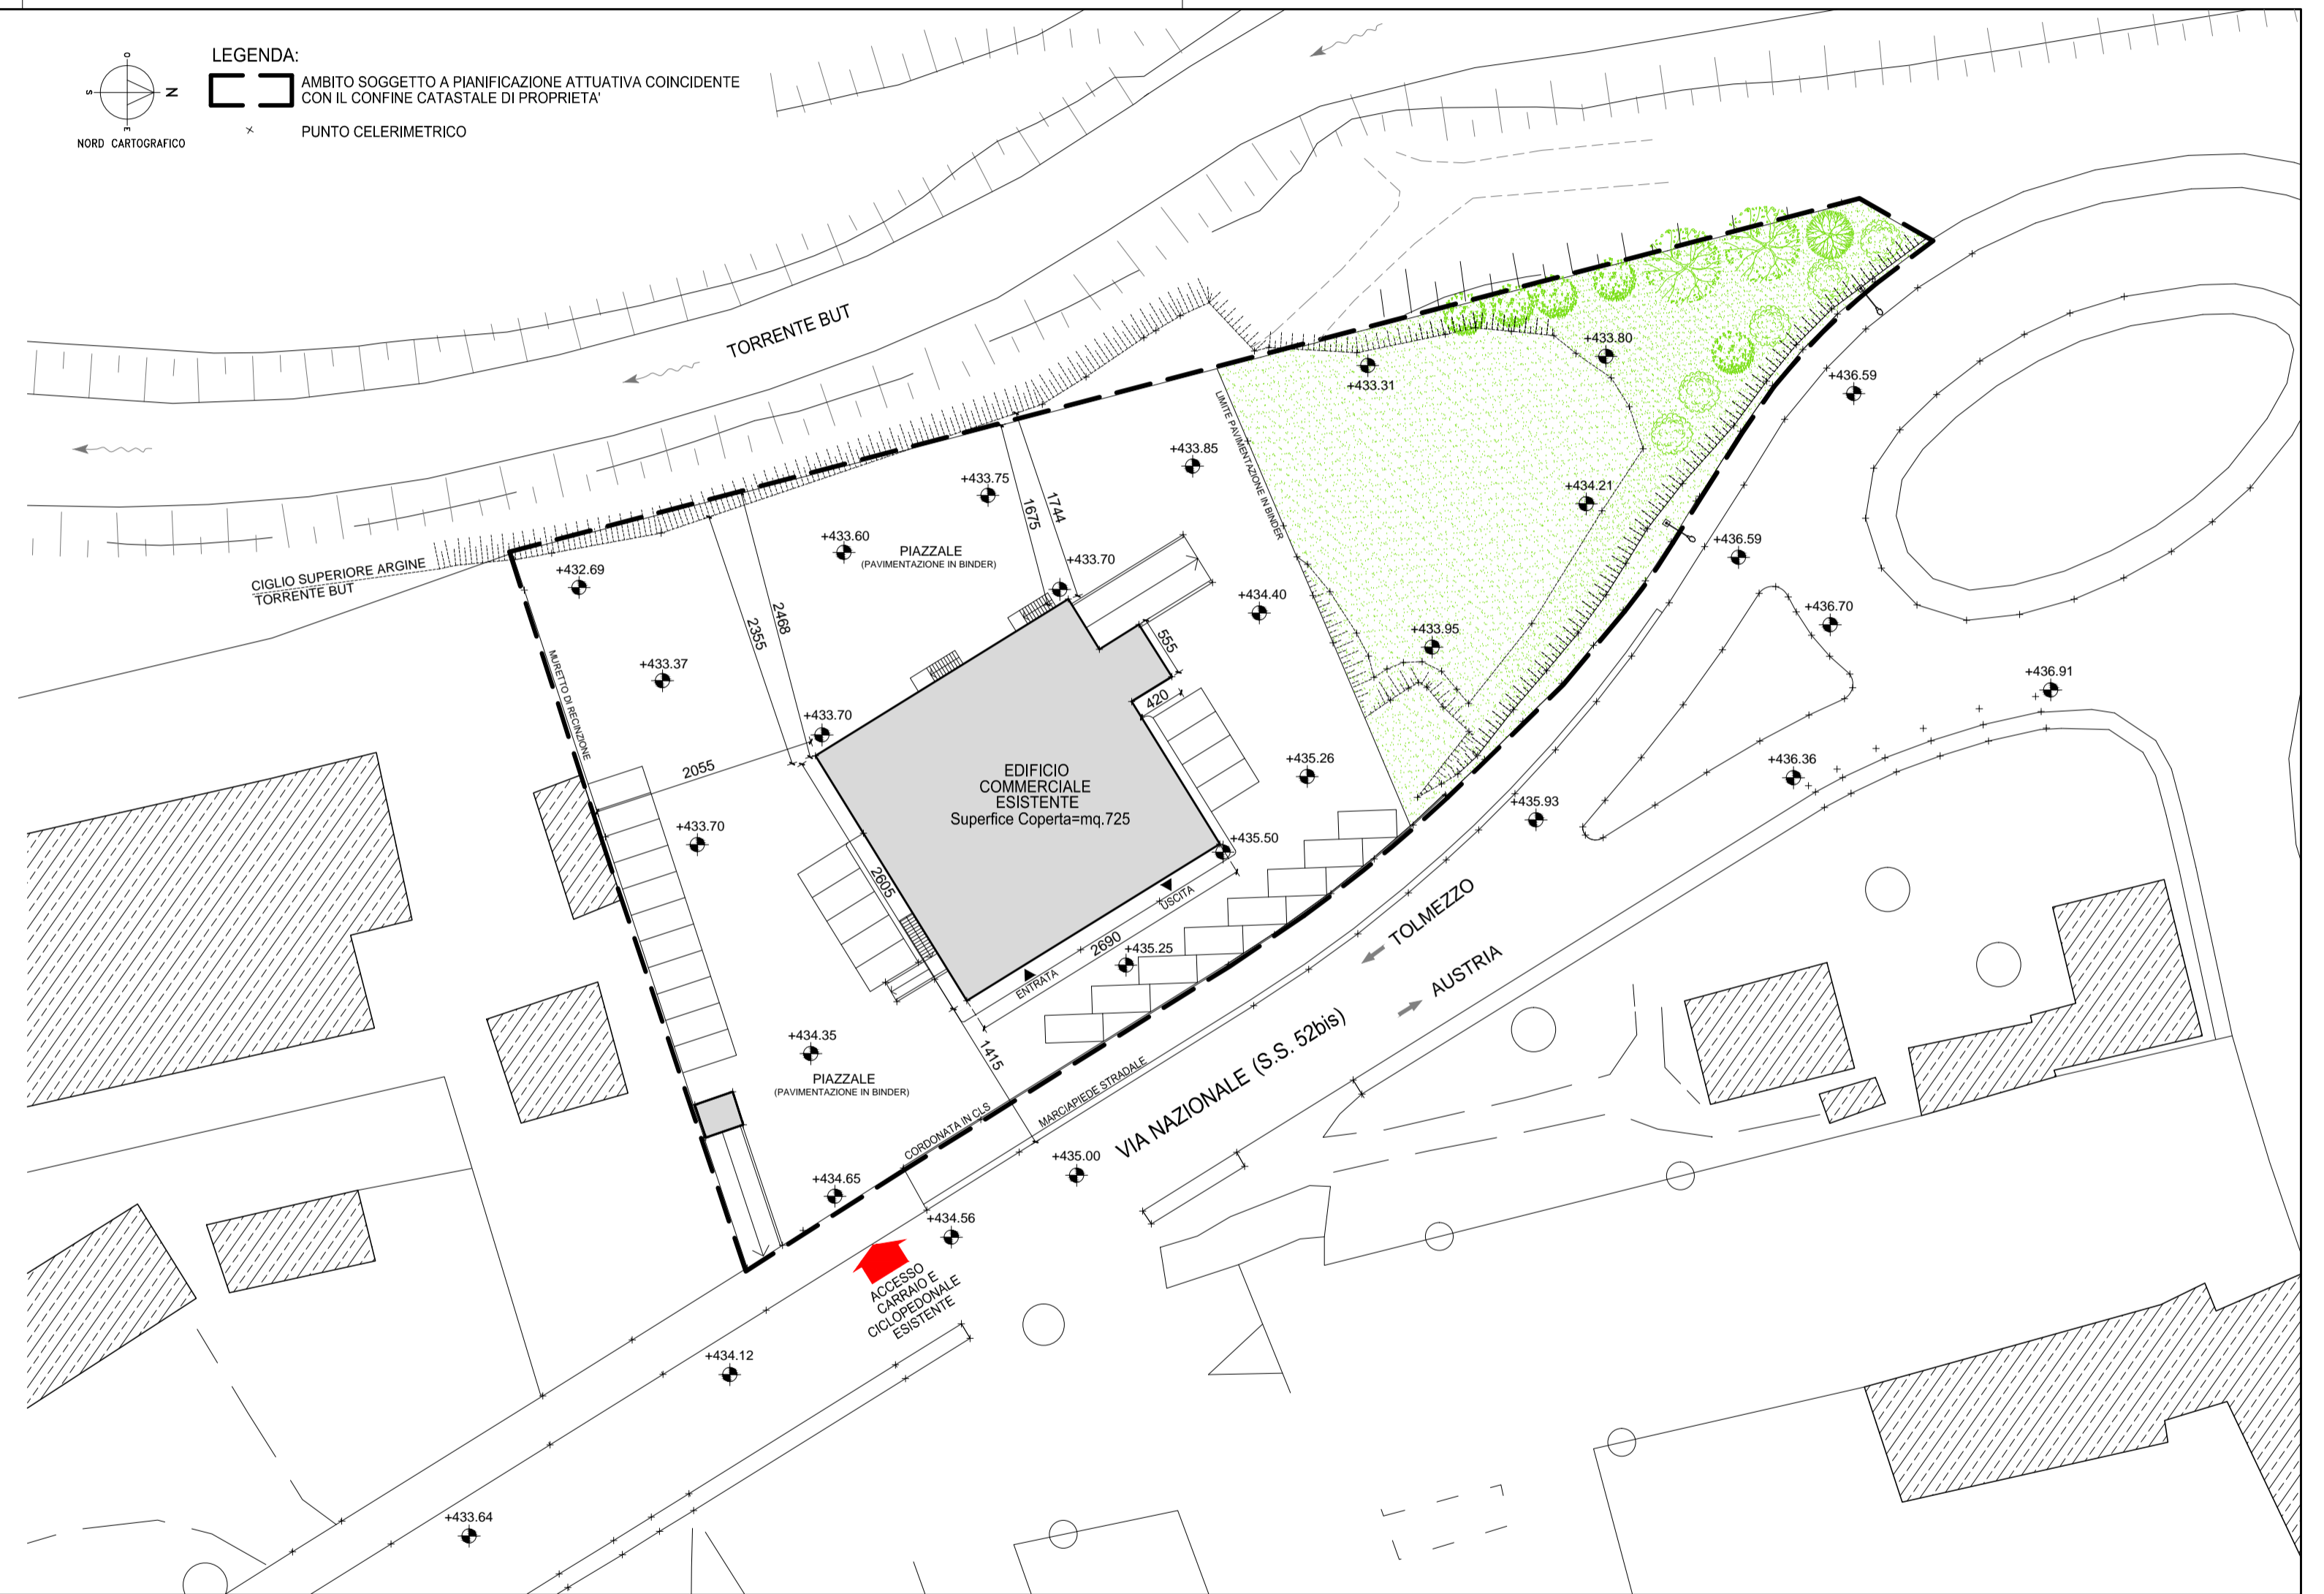 LEGENDA:
AMBITO SOGGETTO A PIANIFICAZIONE ATTUATIVA COINCIDENTE
CON IL CONFINE CATASTALE DI PROPRIETA'
PUNTO CELERIMETRICO
O
S
N
E
NORD CARTOGRAFICO
TORRENTE BUT
CIGLIO SUPERIORE ARGINE
TORRENTE BUT
+433.80
+433.31
+436.59
LIMITE PAVIMENTAZIONE IN BINDER
+433.85
+433.75
+434.21
1675
1744
+433.60
PIAZZALE
(PAVIMENTAZIONE IN BINDER)
+433.70
+436.59
+432.69
2355
2468
+434.40
+436.70
555
+433.95
MURETTO DI RECINZIONE
+433.37
+436.91
420
+433.70
2055
+435.26
+436.36
EDIFICIO
COMMERCIALE
ESISTENTE
Superfice Coperta=mq.725
+435.93
+433.70
+435.50
2605
USCITA
TOLMEZZO
2690
+435.25
ENTRATA
AUSTRIA
+434.35
1415
PIAZZALE
(PAVIMENTAZIONE IN BINDER)
CORDONATA IN CLS
MARCIAPIEDE STRADALE
VIA NAZIONALE (S.S. 52bis)
+435.00
+434.65
+434.56
ACCESSO
CARRAIO E
CICLOPEDONALE
ESISTENTE
+434.12
+433.64